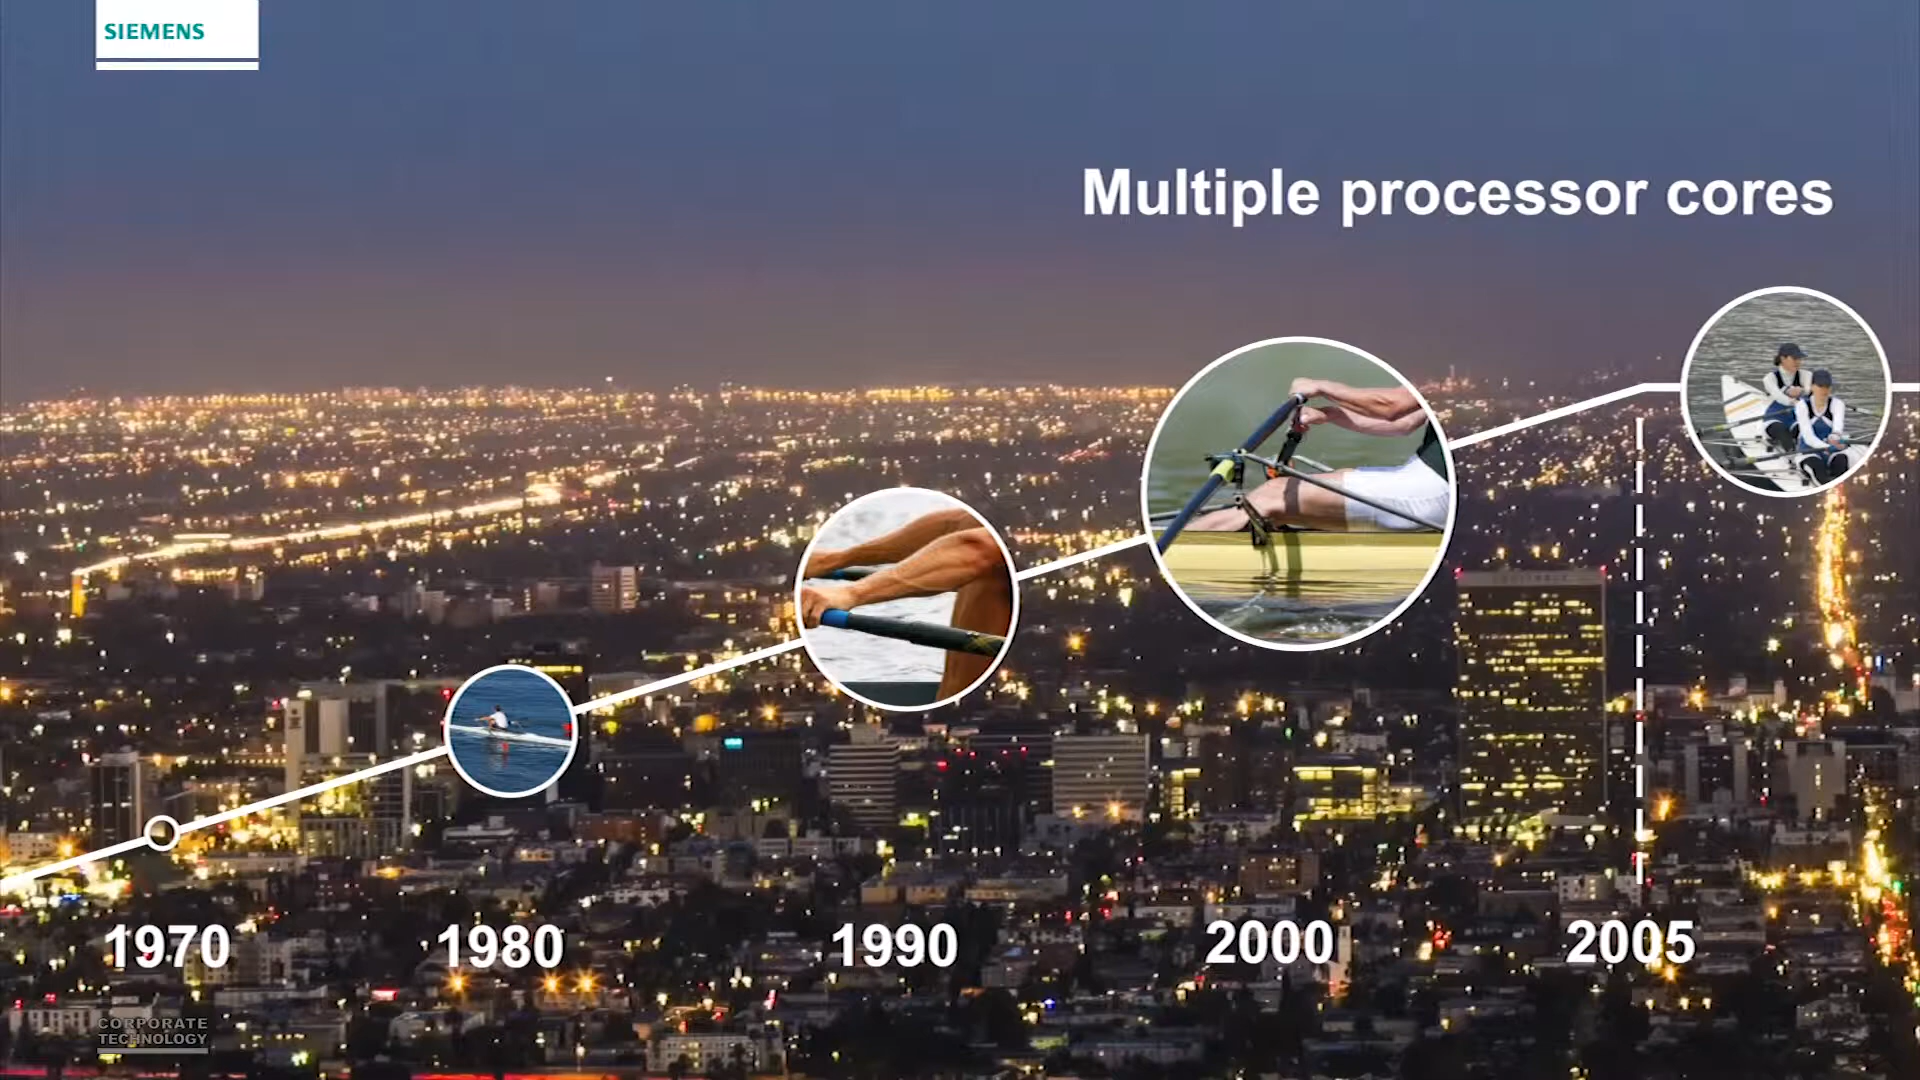 SIEMENS
Multiple processor cores
1970
1980
1990
2000
2005
CORPORATE
TECHNOLOGY